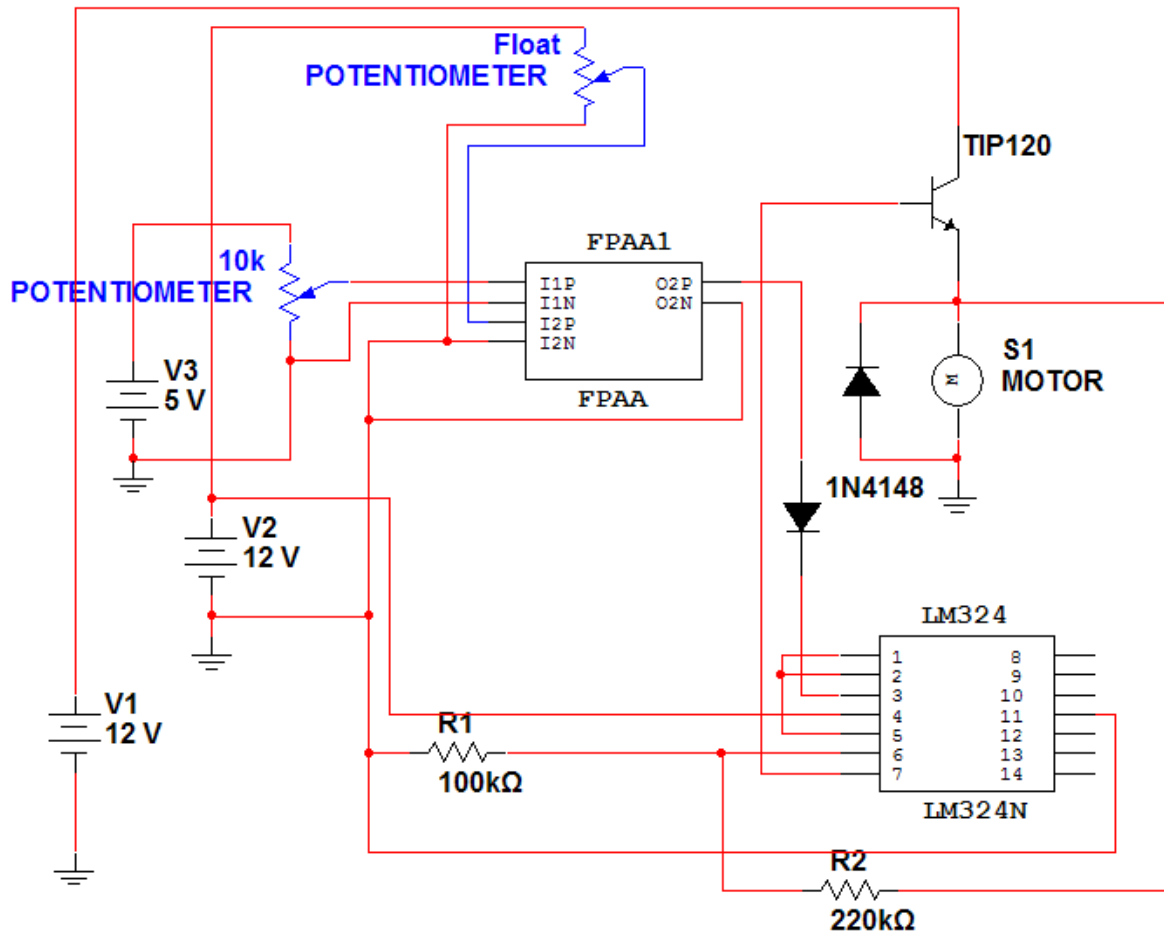 Float
POTENTIOMETER
TIP120
FPAA1
10k
POTENTIOMETER
I1P
I1N
I2P
I2N
O2P
O2N
FPAA
V3
5 V
S1
MOTOR
M
1N4148
V2
12 V
LM324
1
2
3
4
5
6
7
8
9
10
11
12
13
14
LM324N
V1
12 V
R1
100kΩ
R2
220kΩ